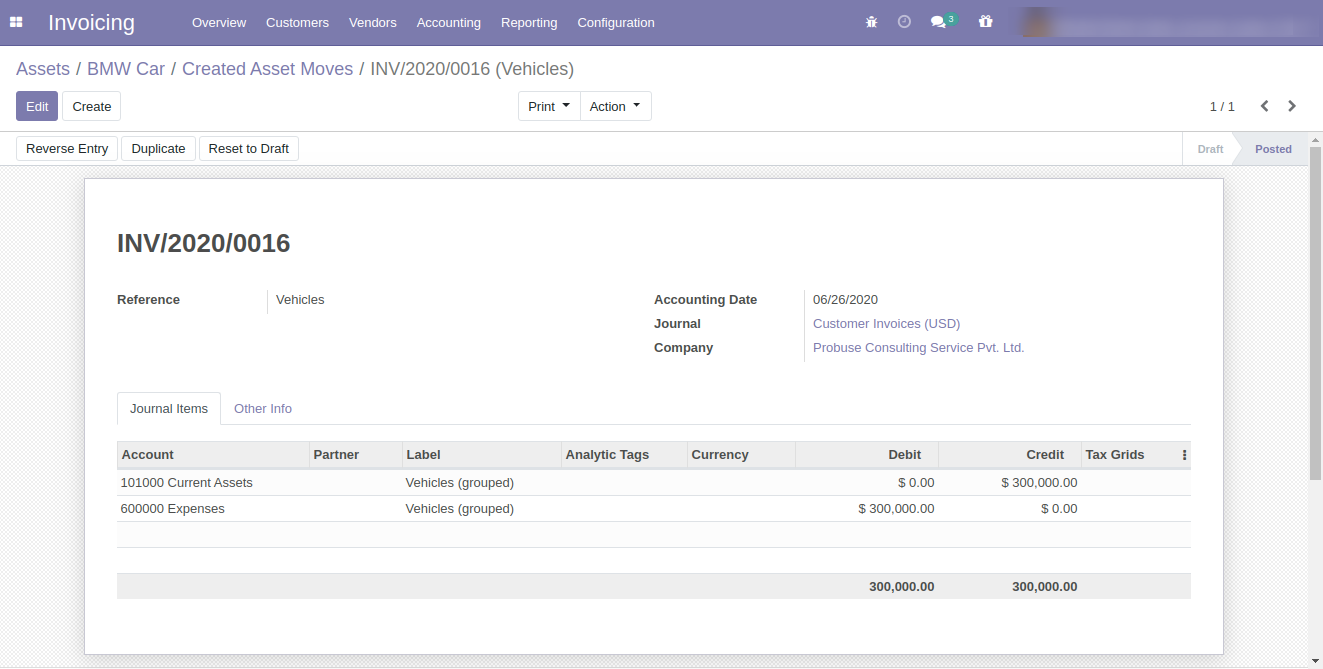 Invoicing Overview Customers Vendors Accounting Reporting Configuration 3
Assets / BMW Car / Created Asset Moves / INV/2020/0016 (Vehicles)
Edit Create Print Action 1 / 1
Reverse Entry Duplicate Reset to Draft Draft Posted
INV/2020/0016
Reference Vehicles Accounting Date 06/26/2020
Journal Customer Invoices (USD)
Company Probuse Consulting Service Pvt. Ltd.
Journal Items Other Info
Account Partner Label Analytic Tags Currency Debit Credit Tax Grids
101000 Current Assets Vehicles (grouped) $ 0.00 $ 300,000.00
600000 Expenses Vehicles (grouped) $ 300,000.00 $ 0.00
300,000.00 300,000.00